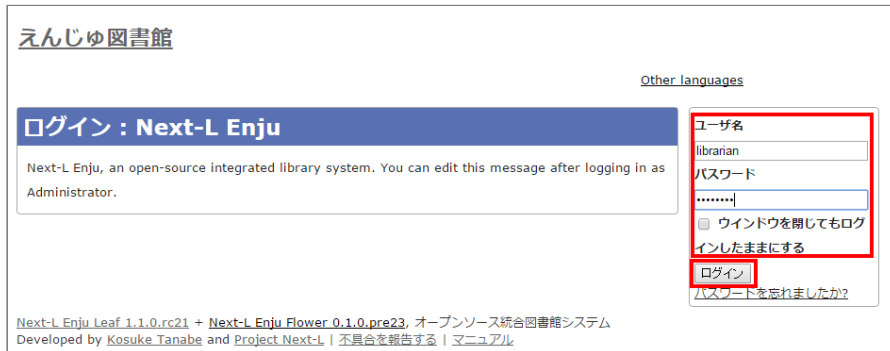 えんじゅ図書館
Other languages
ログイン : Next-L Enju
Next-L Enju, an open-source integrated library system. You can edit this message after logging in as
Administrator.
ユーザ名
librarian
パスワード
••••••••
ウインドウを閉じてもログ
インしたままにする
ログイン
パスワードを忘れましたか?
Next-L Enju Leaf 1.1.0.rc21 + Next-L Enju Flower 0.1.0.pre23, オープンソース統合図書館システム
Developed by Kosuke Tanabe and Project Next-L | 不具合を報告する | マニュアル